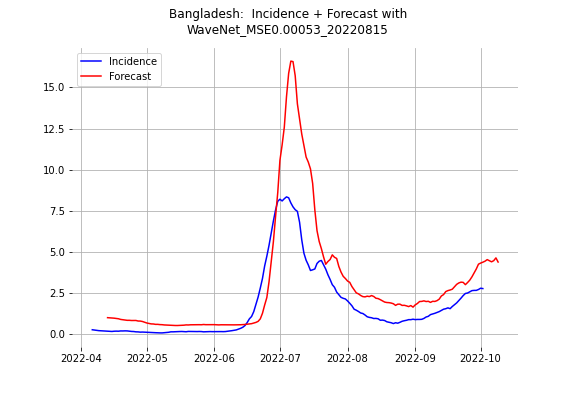 Bangladesh:  Incidence + Forecast with
WaveNet_MSE0.00053_20220815
Incidence
Forecast
15.0
12.5
10.0
7.5
5.0
2.5
0.0
2022-04 2022-05 2022-06 2022-07 2022-08 2022-09 2022-10